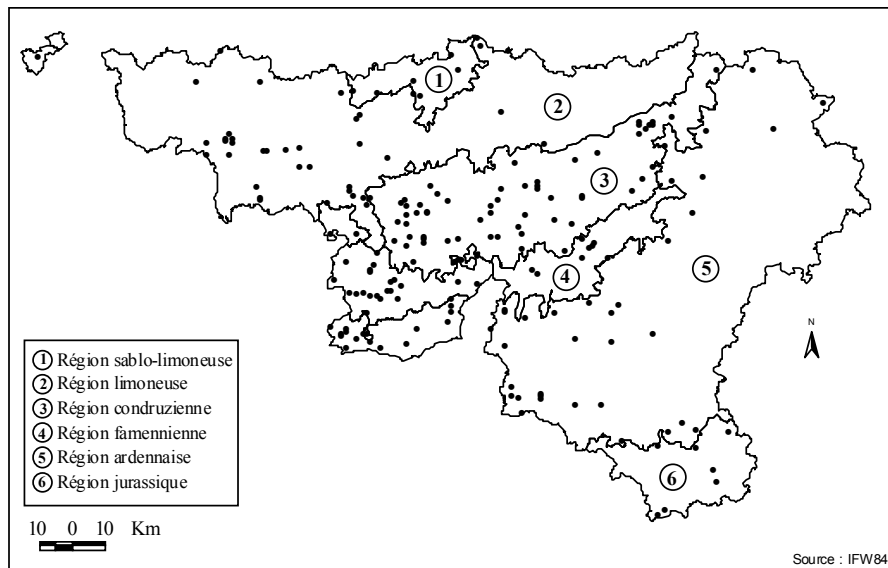 1
2
3
4
5
6
N
① Région sablo-limoneuse
② Région limoneuse
③ Région condruzienne
④ Région famennienne
⑤ Région ardennaise
⑥ Région jurassique
10 0 10 Km
Source : IFW84